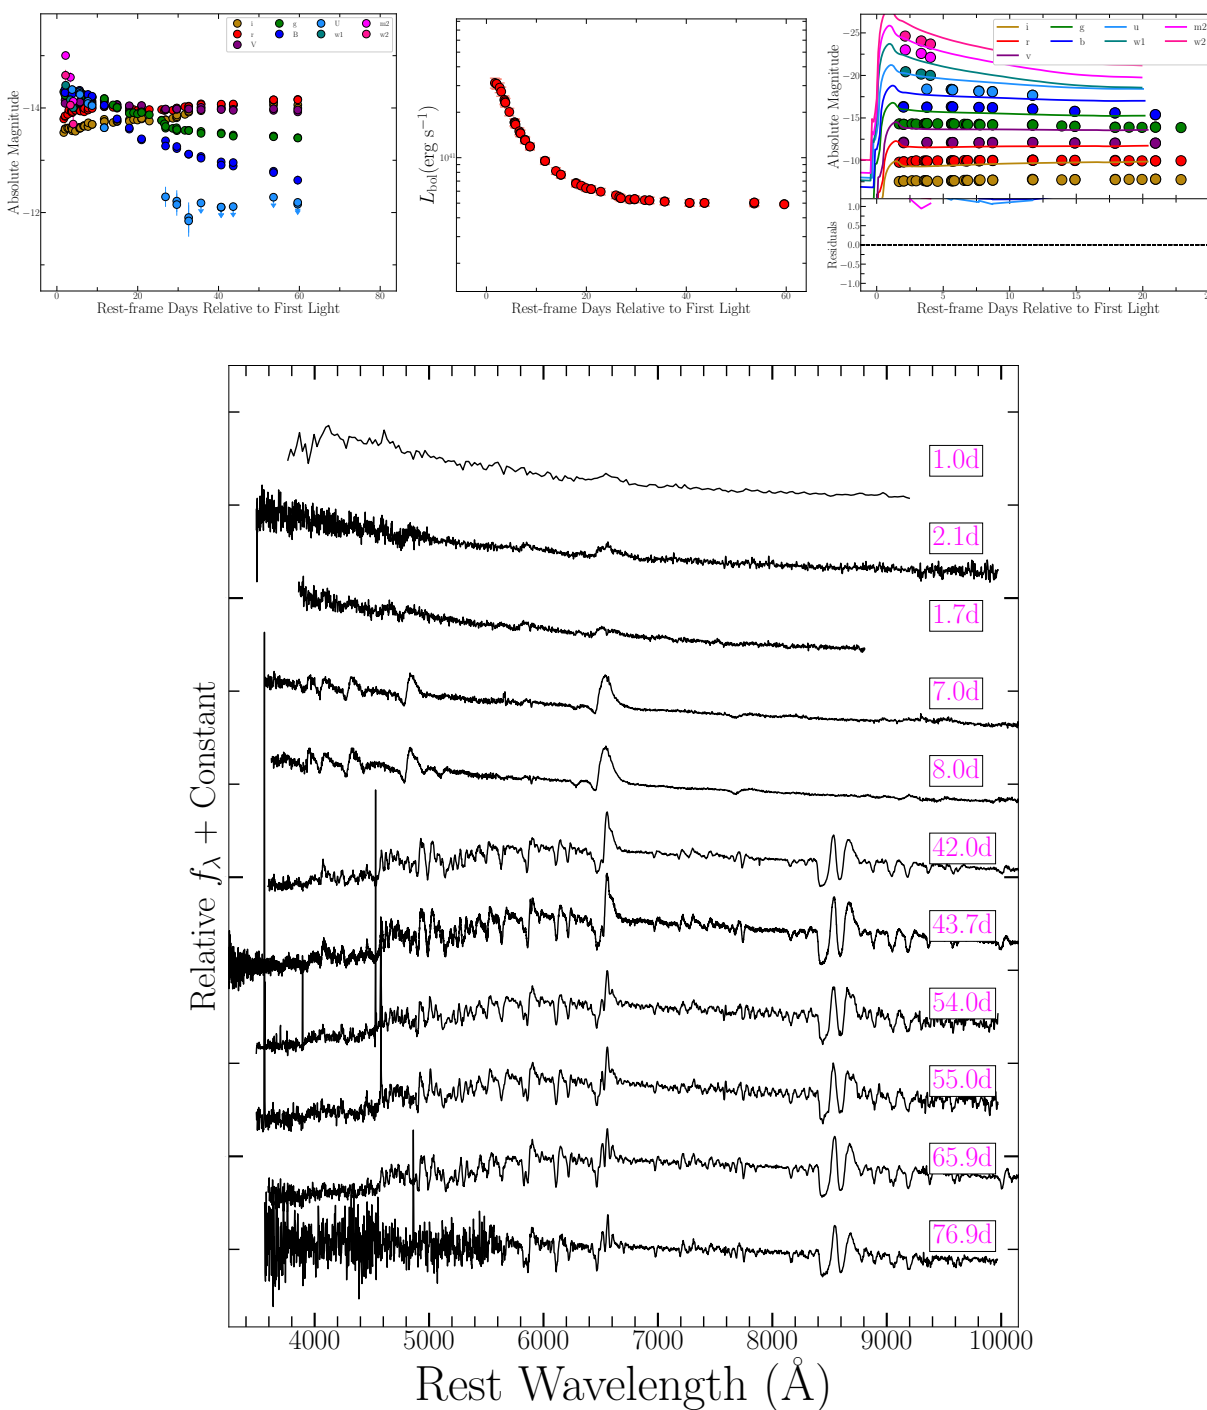 i g U m2
r B w1 w2
V
−14
−12
Absolute Magnitude
0 20 40 60 80
Rest-frame Days Relative to First Light
L_bol(erg s⁻¹)
0 20 40 60
Rest-frame Days Relative to First Light
i g u m2
r b w1 w2
v
−25
−20
−15
−10
Absolute Magnitude
1.0
0.5
0.0
−0.5
−1.0
Residuals
0 5 10 15 20
Rest-frame Days Relative to First Light
1.0d
2.1d
1.7d
7.0d
8.0d
42.0d
43.7d
54.0d
55.0d
65.9d
76.9d
Relative f_λ + Constant
4000 5000 6000 7000 8000 9000 10000
Rest Wavelength (Å)